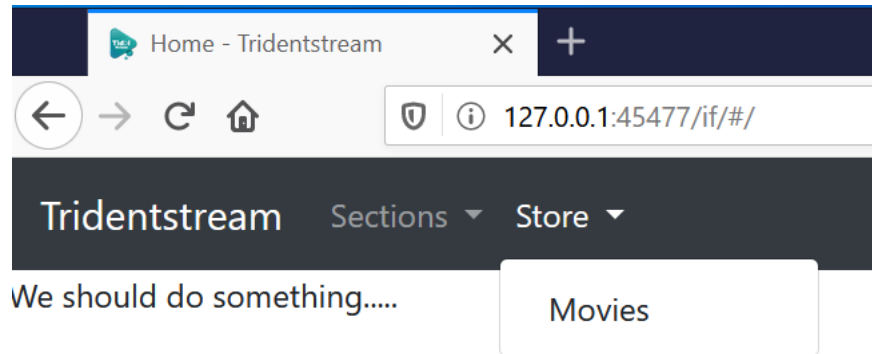 Home - Tridentstream
127.0.0.1:45477/if/#/
Tridentstream Sections Store
We should do something.....
Movies